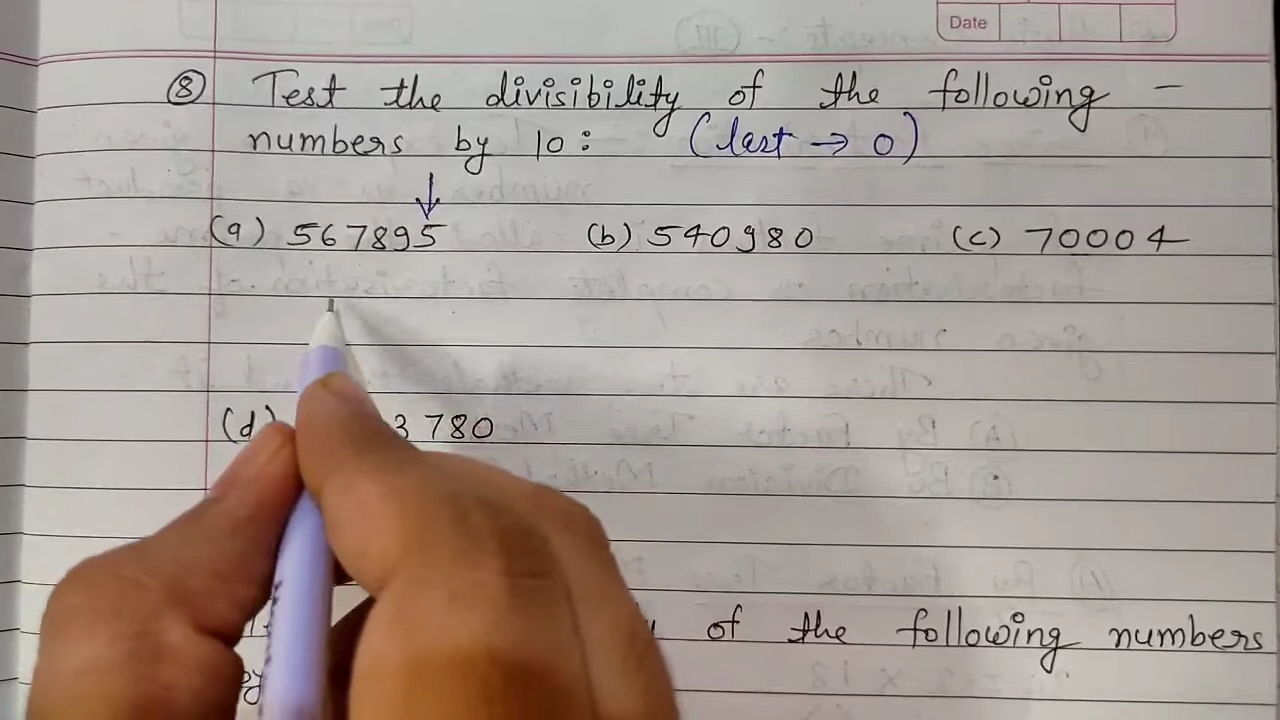 Date
⑧ Test the divisibility of the following -
numbers by 10: (last → 0)
(a) 567895 (b) 540980 (c) 70004
(d) 3780
of the following numbers